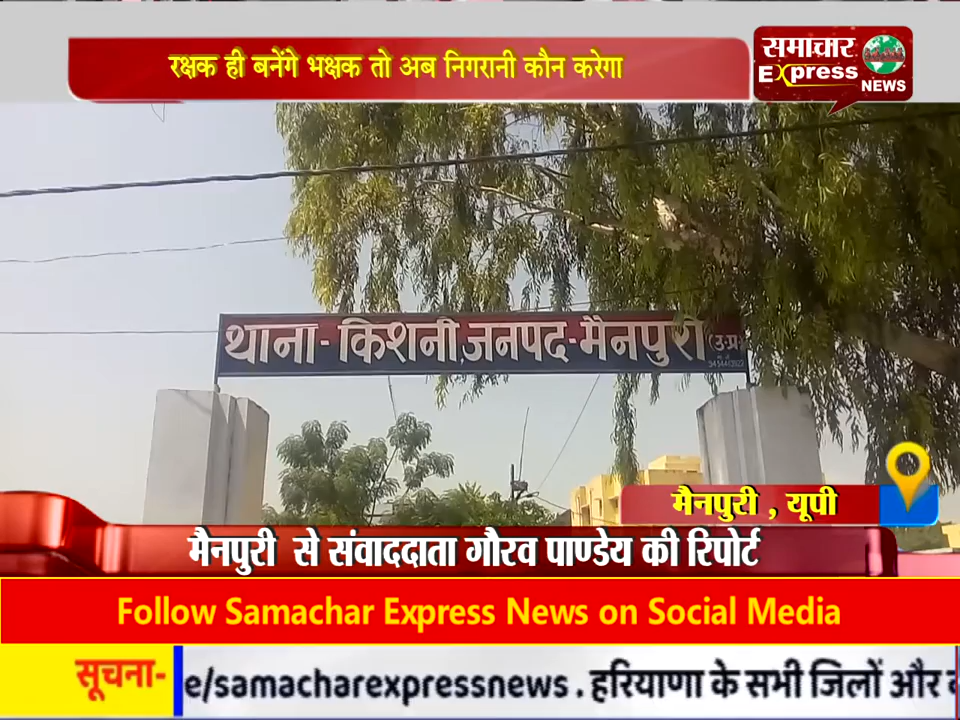 रक्षक ही बनेंगे भक्षक तो अब निगरानी कौन करेगा
समाचार
Express
NEWS
थाना - किशनी, जनपद - मैनपुरी (उ.प्र.)
मैनपुरी , यूपी
मैनपुरी से संवाददाता गौरव पाण्डेय की रिपोर्ट
Follow Samachar Express News on Social Media
सूचना- e/samacharexpressnews . हरियाणा के सभी जिलों और